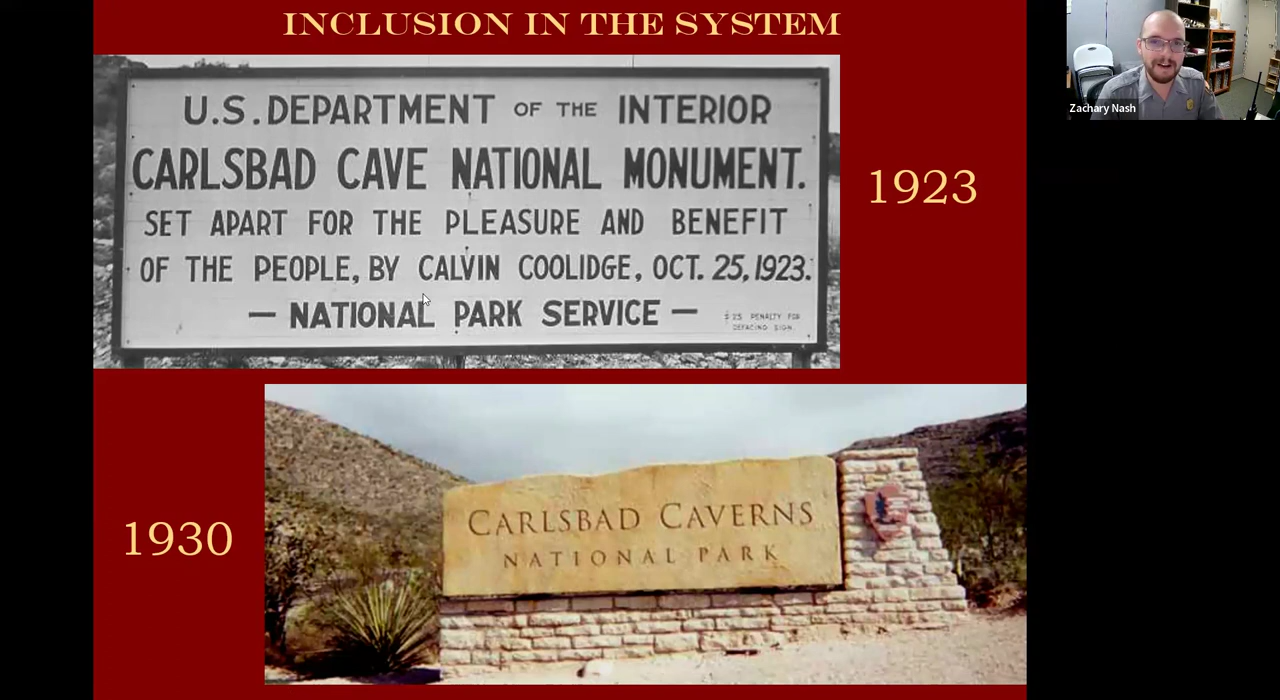 INCLUSION IN THE SYSTEM
U.S. DEPARTMENT OF THE INTERIOR
CARLSBAD CAVE NATIONAL MONUMENT.
SET APART FOR THE PLEASURE AND BENEFIT
OF THE PEOPLE, BY CALVIN COOLIDGE, OCT. 25, 1923.
— NATIONAL PARK SERVICE —
$25 PENALTY FOR
DEFACING SIGN.
1923
1930
CARLSBAD CAVERNS
NATIONAL PARK
Zachary Nash